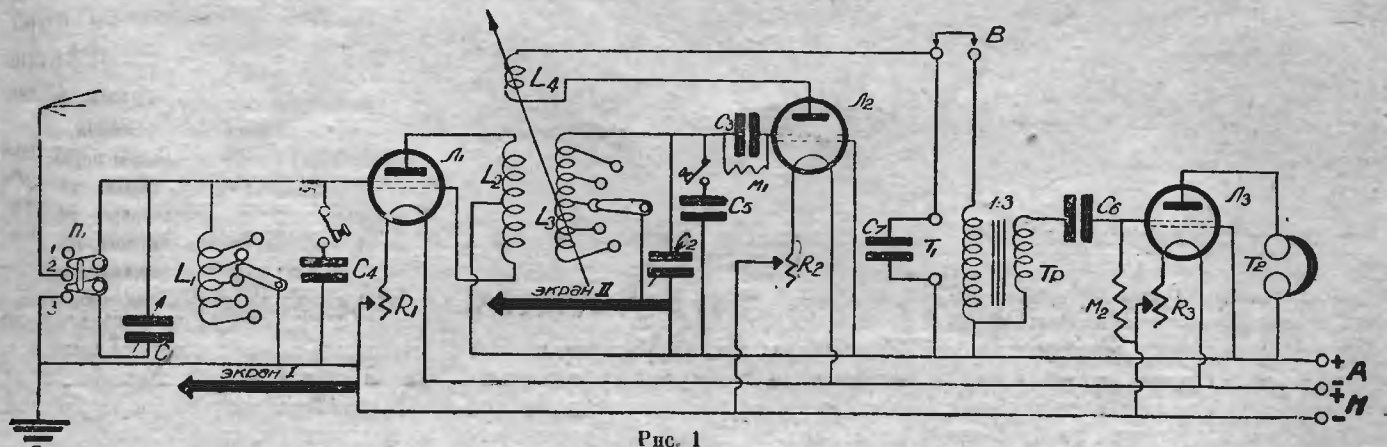 B
L4
Л2
C3
Л1
M1
L2
П1
1
2
3
L1
L3
C5
C7
T1
1:3
C6
Л3
C4
C2
R2
Тр
T2
R1
экран II
M2
R3
C1
экран I
+ А
-
+ М
-
Рис. 1